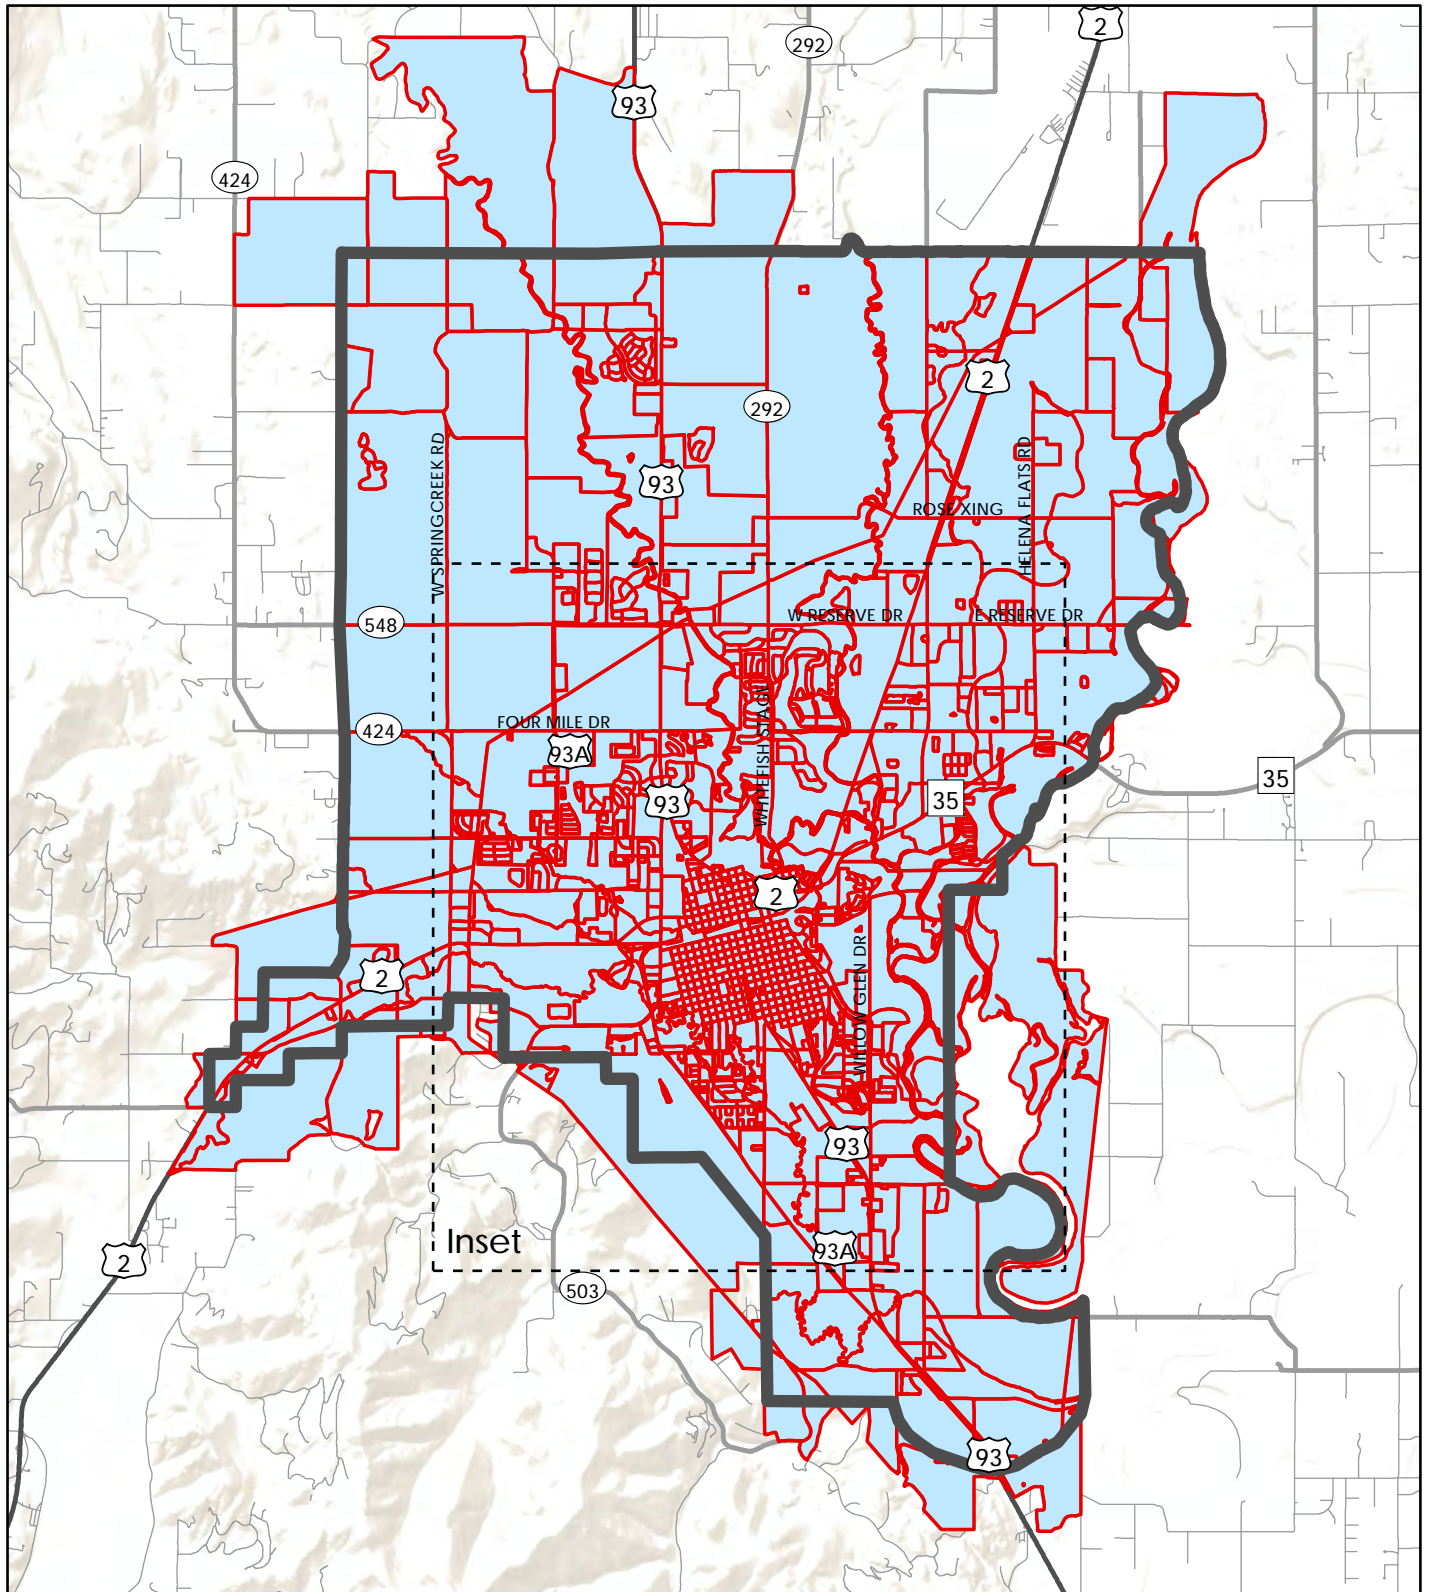 2
292
93
424
2
292
W SPRINGCREEK RD
HELENA FLATS RD
93
ROSE XING
548
W RESERVE DR
E RESERVE DR
424
FOUR MILE DR
93A
WHITEFISH STAGE
35
93
35
2
2
WILLOW GLEN DR
93
Inset
93A
2
503
93